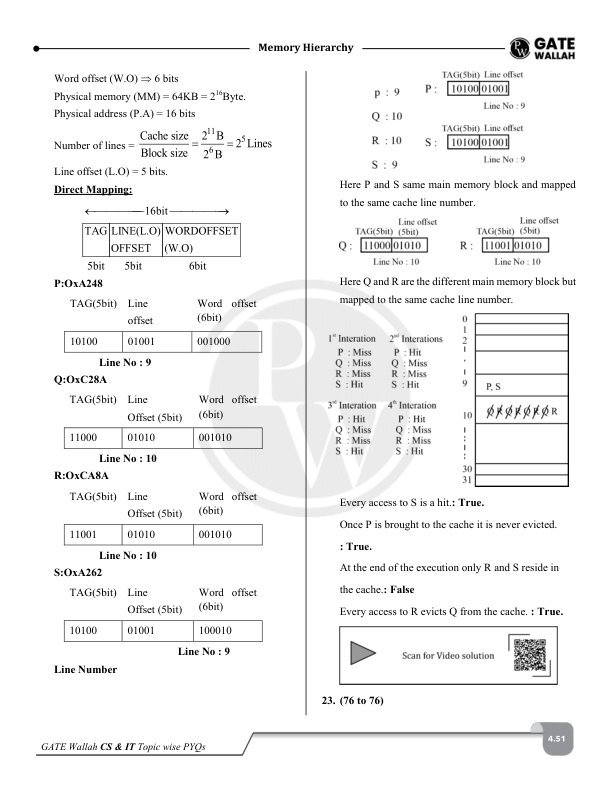 Memory Hierarchy
GATE
WALLAH
Word offset (W.O) ⇒ 6 bits
Physical memory (MM) = 64KB = 2^16Byte.
Physical address (P.A) = 16 bits
Number of lines = Cache size / Block size = 2^11 B / 2^6 B = 2^5 Lines
Line offset (L.O) = 5 bits.
Direct Mapping:
←———16bit———→
TAG LINE(L.O) WORDOFFSET
OFFSET (W.O)
5bit 5bit 6bit
P:OxA248
TAG(5bit) Line Word offset
offset (6bit)
10100 01001 001000
Line No : 9
Q:OxC28A
TAG(5bit) Line Word offset
Offset (5bit) (6bit)
11000 01010 001010
Line No : 10
R:OxCA8A
TAG(5bit) Line Word offset
Offset (5bit) (6bit)
11001 01010 001010
Line No : 10
S:OxA262
TAG(5bit) Line Word offset
Offset (5bit) (6bit)
10100 01001 100010
Line No : 9
Line Number
p : 9
Q : 10
R : 10
S : 9
TAG(5bit) Line offset
P : 10100 01001
Line No : 9
TAG(5bit) Line offset
S : 10100 01001
Line No : 9
Here P and S same main memory block and mapped
to the same cache line number.
Line offset
TAG(5bit) (5bit)
Q : 11000 01010
Line No : 10
Line offset
TAG(5bit) (5bit)
R : 11001 01010
Line No : 10
Here Q and R are the different main memory block but
mapped to the same cache line number.
1st Interation 2nd Interations
P : Miss P : Hit
Q : Miss Q : Miss
R : Miss R : Miss
S : Hit S : Hit
3rd Interation 4th Interation
P : Hit P : Hit
Q : Miss Q : Miss
R : Miss R : Miss
S : Hit S : Hit
0
1
2
9 P, S
10 Q R Q R Q R Q R
30
31
Every access to S is a hit.: True.
Once P is brought to the cache it is never evicted.
: True.
At the end of the execution only R and S reside in
the cache.: False
Every access to R evicts Q from the cache. : True.
Scan for Video solution
23. (76 to 76)
GATE Wallah CS & IT Topic wise PYQs
4.51